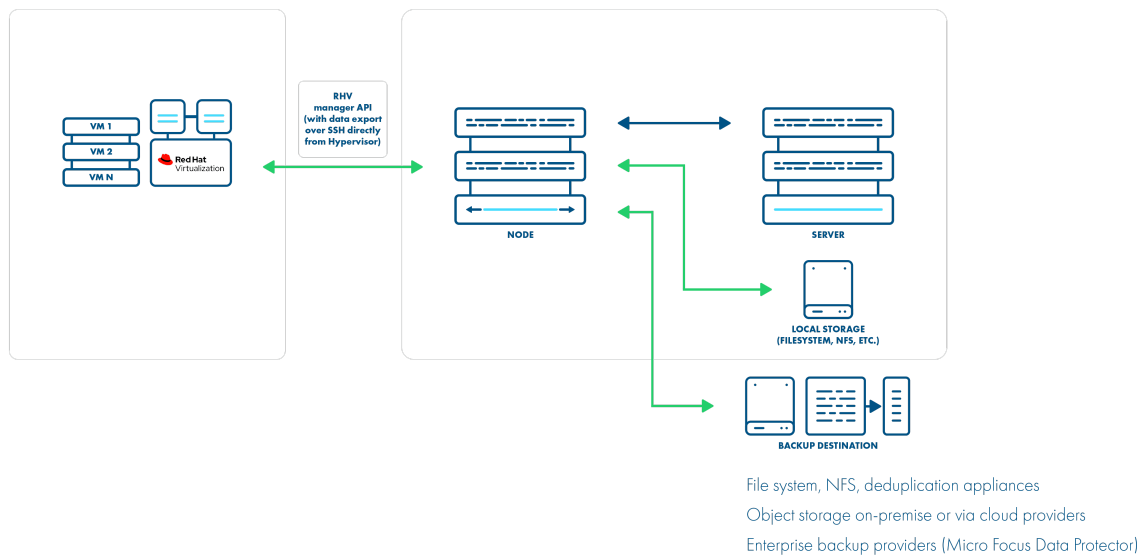 VM 1
VM 2
VM N
Red Hat
Virtualization
RHV
manager API
(with data export
over SSH directly
from Hypervisor)
NODE
SERVER
LOCAL STORAGE
(FILESYSTEM, NFS, ETC.)
BACKUP DESTINATION
File system, NFS, deduplication appliances
Object storage on-premise or via cloud providers
Enterprise backup providers (Micro Focus Data Protector)